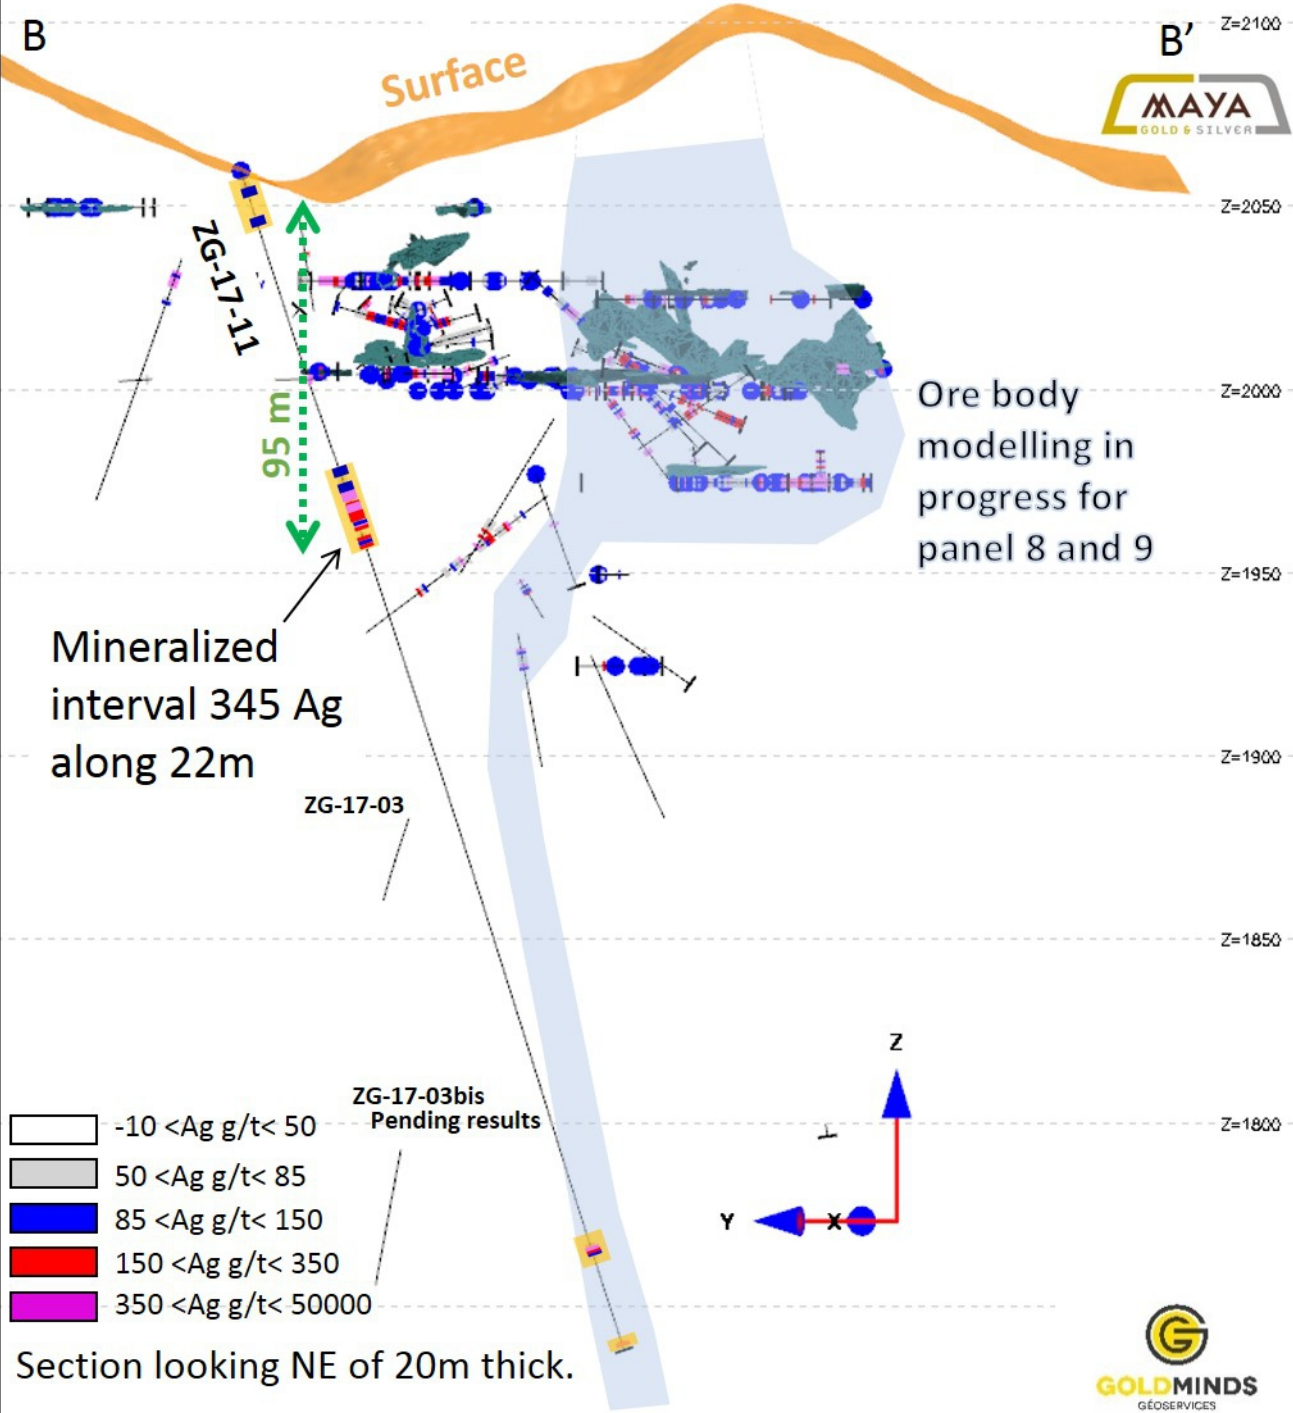 B
B'
Z=2100
Surface
MAYA
GOLD & SILVER
Z=2050
ZG-17-11
95 m
Z=2000
Ore body
modelling in
progress for
panel 8 and 9
Z=1950
Mineralized
interval 345 Ag
along 22m
Z=1900
ZG-17-03
Z=1850
Z
ZG-17-03bis
Pending results
Z=1800
-10 <Ag g/t< 50
50 <Ag g/t< 85
85 <Ag g/t< 150
150 <Ag g/t< 350
350 <Ag g/t< 50000
Y
X
Section looking NE of 20m thick.
GOLDMINDS
GÉOSERVICES